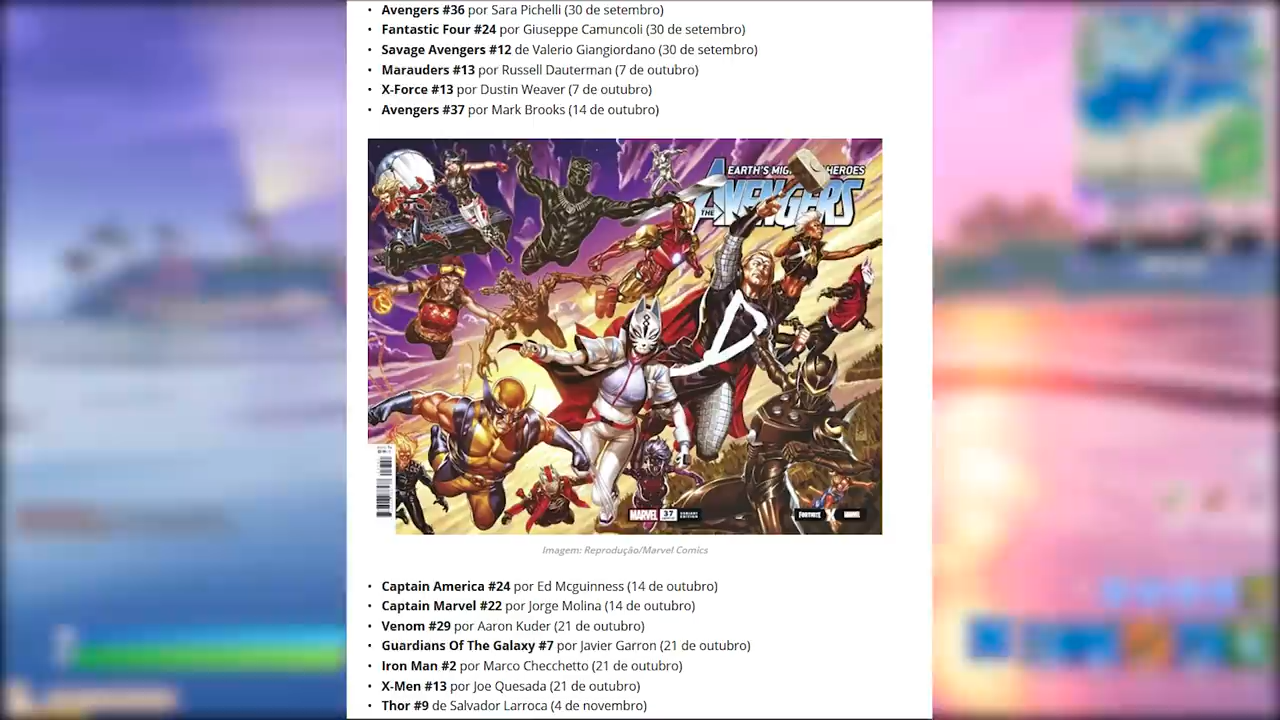 Avengers #36 por Sara Pichelli (30 de setembro)
Fantastic Four #24 por Giuseppe Camuncoli (30 de setembro)
Savage Avengers #12 de Valerio Giangiordano (30 de setembro)
Marauders #13 por Russell Dauterman (7 de outubro)
X-Force #13 por Dustin Weaver (7 de outubro)
Avengers #37 por Mark Brooks (14 de outubro)
THE AVENGERS
MARVEL 37 VARIANT EDITION
FORTNITE X MARVEL
Imagem: Reprodução/Marvel Comics
Captain America #24 por Ed Mcguinness (14 de outubro)
Captain Marvel #22 por Jorge Molina (14 de outubro)
Venom #29 por Aaron Kuder (21 de outubro)
Guardians Of The Galaxy #7 por Javier Garron (21 de outubro)
Iron Man #2 por Marco Checchetto (21 de outubro)
X-Men #13 por Joe Quesada (21 de outubro)
Thor #9 de Salvador Larroca (4 de novembro)